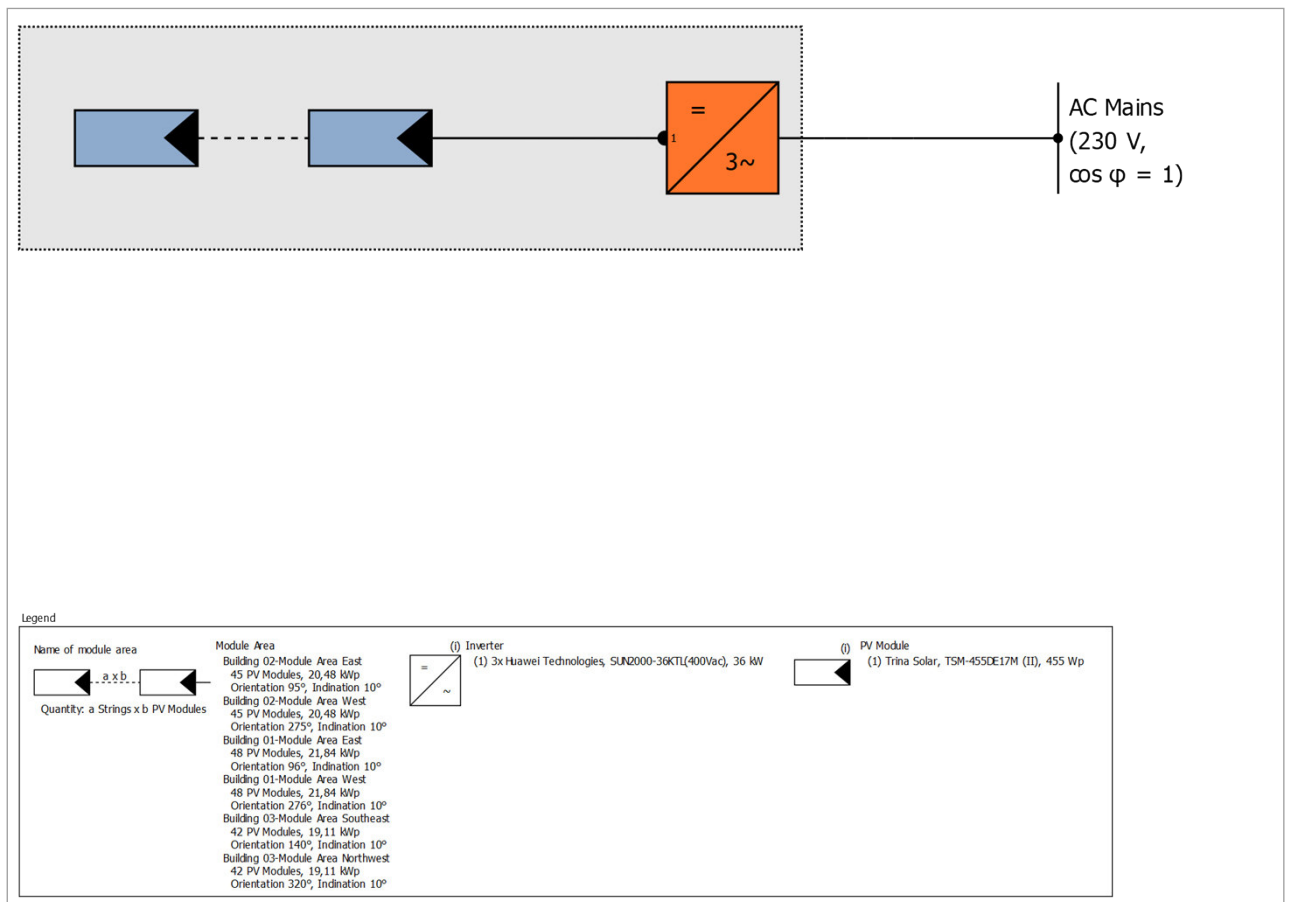 =
1
3~
AC Mains
(230 V,
cos φ = 1)
Legend
Name of module area
a x b
Quantity: a Strings x b PV Modules
Module Area
Building 02-Module Area East
45 PV Modules, 20,48 kWp
Orientation 95°, Inclination 10°
Building 02-Module Area West
45 PV Modules, 20,48 kWp
Orientation 275°, Inclination 10°
Building 01-Module Area East
48 PV Modules, 21,84 kWp
Orientation 96°, Inclination 10°
Building 01-Module Area West
48 PV Modules, 21,84 kWp
Orientation 276°, Inclination 10°
Building 03-Module Area Southeast
42 PV Modules, 19,11 kWp
Orientation 140°, Inclination 10°
Building 03-Module Area Northwest
42 PV Modules, 19,11 kWp
Orientation 320°, Inclination 10°
(i) Inverter
=
~
(1) 3x Huawei Technologies, SUN2000-36KTL(400Vac), 36 kW
(i) PV Module
(1) Trina Solar, TSM-455DE17M (II), 455 Wp